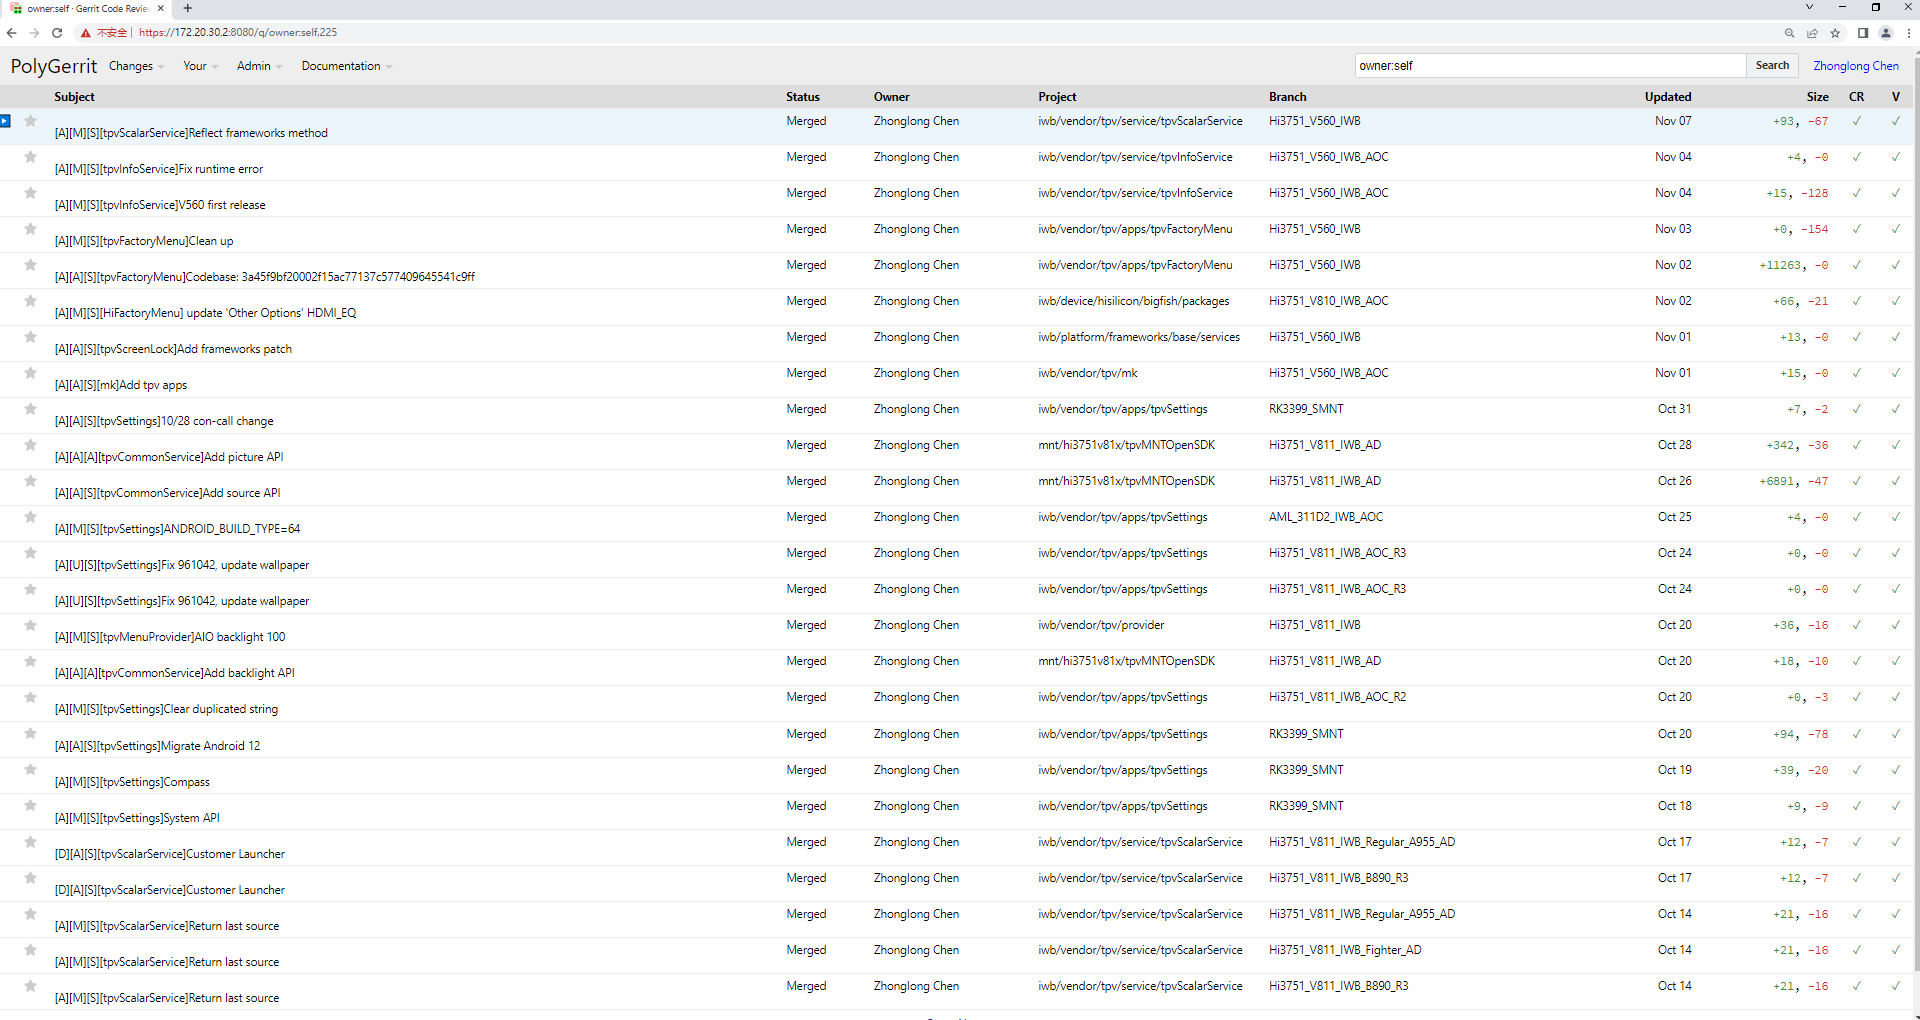 owner:self · Gerrit Code Revie
不安全 | https://172.20.30.2:8080/q/owner:self,225
PolyGerrit Changes Your Admin Documentation owner:self Search Zhonglong Chen
Subject Status Owner Project Branch Updated Size CR V
[A][M][S][tpvScalarService]Reflect frameworks method Merged Zhonglong Chen iwb/vendor/tpv/service/tpvScalarService Hi3751_V560_IWB Nov 07 +93, -67 ✓ ✓
[A][M][S][tpvInfoService]Fix runtime error Merged Zhonglong Chen iwb/vendor/tpv/service/tpvInfoService Hi3751_V560_IWB_AOC Nov 04 +4, -0 ✓ ✓
[A][M][S][tpvInfoService]V560 first release Merged Zhonglong Chen iwb/vendor/tpv/service/tpvInfoService Hi3751_V560_IWB_AOC Nov 04 +15, -128 ✓ ✓
[A][M][S][tpvFactoryMenu]Clean up Merged Zhonglong Chen iwb/vendor/tpv/apps/tpvFactoryMenu Hi3751_V560_IWB Nov 03 +0, -154 ✓ ✓
[A][A][S][tpvFactoryMenu]Codebase: 3a45f9bf20002f15ac77137c577409645541c9ff Merged Zhonglong Chen iwb/vendor/tpv/apps/tpvFactoryMenu Hi3751_V560_IWB Nov 02 +11263, -0 ✓ ✓
[A][M][S][HiFactoryMenu] update 'Other Options' HDMI_EQ Merged Zhonglong Chen iwb/device/hisilicon/bigfish/packages Hi3751_V810_IWB_AOC Nov 02 +66, -21 ✓ ✓
[A][A][S][tpvScreenLock]Add frameworks patch Merged Zhonglong Chen iwb/platform/frameworks/base/services Hi3751_V560_IWB Nov 01 +13, -0 ✓ ✓
[A][A][S][mk]Add tpv apps Merged Zhonglong Chen iwb/vendor/tpv/mk Hi3751_V560_IWB_AOC Nov 01 +15, -0 ✓ ✓
[A][A][S][tpvSettings]10/28 con-call change Merged Zhonglong Chen iwb/vendor/tpv/apps/tpvSettings RK3399_SMNT Oct 31 +7, -2 ✓ ✓
[A][A][A][tpvCommonService]Add picture API Merged Zhonglong Chen mnt/hi3751v81x/tpvMNTOpenSDK Hi3751_V811_IWB_AD Oct 28 +342, -36 ✓ ✓
[A][A][S][tpvCommonService]Add source API Merged Zhonglong Chen mnt/hi3751v81x/tpvMNTOpenSDK Hi3751_V811_IWB_AD Oct 26 +6891, -47 ✓ ✓
[A][M][S][tpvSettings]ANDROID_BUILD_TYPE=64 Merged Zhonglong Chen iwb/vendor/tpv/apps/tpvSettings AML_311D2_IWB_AOC Oct 25 +4, -0 ✓ ✓
[A][U][S][tpvSettings]Fix 961042, update wallpaper Merged Zhonglong Chen iwb/vendor/tpv/apps/tpvSettings Hi3751_V811_IWB_AOC_R3 Oct 24 +0, -0 ✓ ✓
[A][U][S][tpvSettings]Fix 961042, update wallpaper Merged Zhonglong Chen iwb/vendor/tpv/apps/tpvSettings Hi3751_V811_IWB_AOC_R3 Oct 24 +0, -0 ✓ ✓
[A][M][S][tpvMenuProvider]AIO backlight 100 Merged Zhonglong Chen iwb/vendor/tpv/provider Hi3751_V811_IWB Oct 20 +36, -16 ✓ ✓
[A][A][A][tpvCommonService]Add backlight API Merged Zhonglong Chen mnt/hi3751v81x/tpvMNTOpenSDK Hi3751_V811_IWB_AD Oct 20 +18, -10 ✓ ✓
[A][M][S][tpvSettings]Clear duplicated string Merged Zhonglong Chen iwb/vendor/tpv/apps/tpvSettings Hi3751_V811_IWB_AOC_R2 Oct 20 +0, -3 ✓ ✓
[A][A][S][tpvSettings]Migrate Android 12 Merged Zhonglong Chen iwb/vendor/tpv/apps/tpvSettings RK3399_SMNT Oct 20 +94, -78 ✓ ✓
[A][M][S][tpvSettings]Compass Merged Zhonglong Chen iwb/vendor/tpv/apps/tpvSettings RK3399_SMNT Oct 19 +39, -20 ✓ ✓
[A][M][S][tpvSettings]System API Merged Zhonglong Chen iwb/vendor/tpv/apps/tpvSettings RK3399_SMNT Oct 18 +9, -9 ✓ ✓
[D][A][S][tpvScalarService]Customer Launcher Merged Zhonglong Chen iwb/vendor/tpv/service/tpvScalarService Hi3751_V811_IWB_Regular_A955_AD Oct 17 +12, -7 ✓ ✓
[D][A][S][tpvScalarService]Customer Launcher Merged Zhonglong Chen iwb/vendor/tpv/service/tpvScalarService Hi3751_V811_IWB_B890_R3 Oct 17 +12, -7 ✓ ✓
[A][M][S][tpvScalarService]Return last source Merged Zhonglong Chen iwb/vendor/tpv/service/tpvScalarService Hi3751_V811_IWB_Regular_A955_AD Oct 14 +21, -16 ✓ ✓
[A][M][S][tpvScalarService]Return last source Merged Zhonglong Chen iwb/vendor/tpv/service/tpvScalarService Hi3751_V811_IWB_Fighter_AD Oct 14 +21, -16 ✓ ✓
[A][M][S][tpvScalarService]Return last source Merged Zhonglong Chen iwb/vendor/tpv/service/tpvScalarService Hi3751_V811_IWB_B890_R3 Oct 14 +21, -16 ✓ ✓